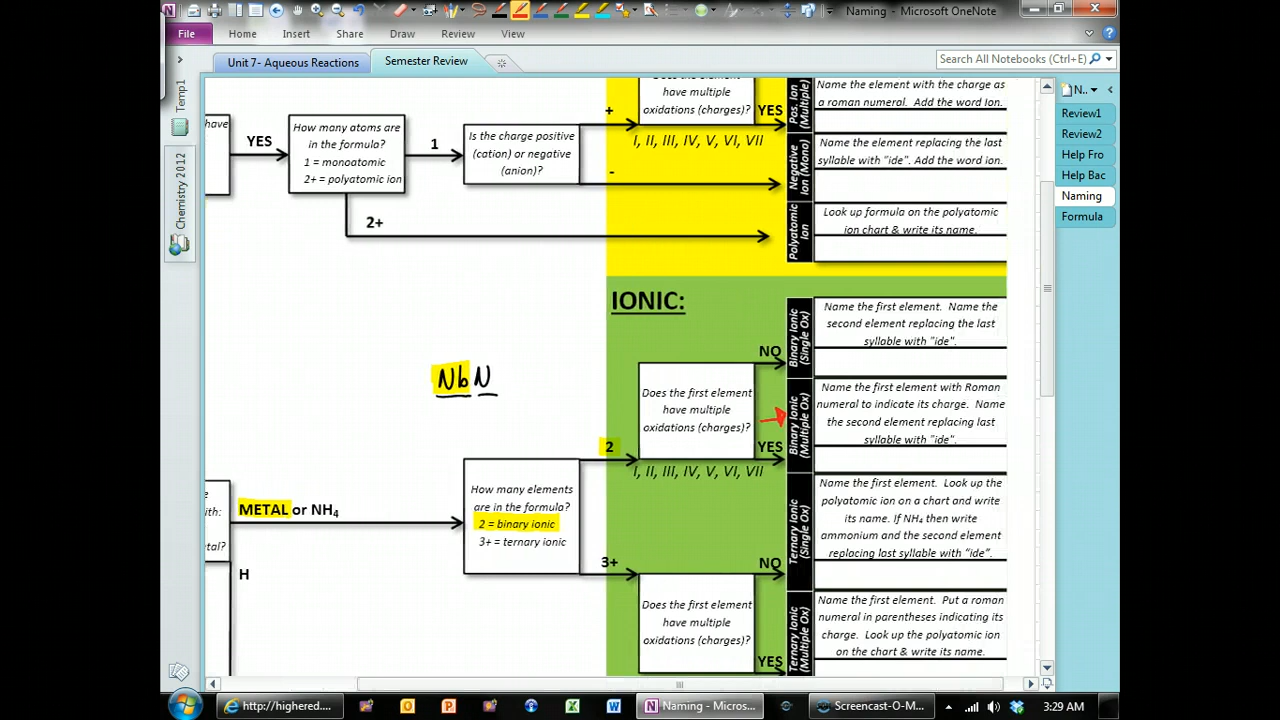 Naming - Microsoft OneNote
File Home Insert Share Draw Review View
Unit 7- Aqueous Reactions
Semester Review
Search All Notebooks (Ctrl+E)
Temp1
Chemistry 2012
N..
Review1
Review2
Help Fro
Help Bac
Naming
Formula
have
YES
How many atoms are
in the formula?
1 = monoatomic
2+ = polyatomic ion
1
2+
Is the charge positive
(cation) or negative
(anion)?
+
-
Does the element
have multiple
oxidations (charges)?
YES
I, II, III, IV, V, VI, VII
Pos. Ion
(Multiple)
Name the element with the charge as
a roman numeral. Add the word Ion.
Negative
Ion (Mono)
Name the element replacing the last
syllable with "ide". Add the word ion.
Polyatomic
Ion
Look up formula on the polyatomic
ion chart & write its name.
IONIC:
NbN
METAL or NH₄
ith:
tal?
H
How many elements
are in the formula?
2 = binary ionic
3+ = ternary ionic
2
3+
Does the first element
have multiple
oxidations (charges)?
NO
YES
I, II, III, IV, V, VI, VII
Binary Ionic
(Single Ox)
Name the first element. Name the
second element replacing the last
syllable with "ide".
Binary Ionic
(Multiple Ox)
Name the first element with Roman
numeral to indicate its charge. Name
the second element replacing last
syllable with "ide".
Does the first element
have multiple
oxidations (charges)?
NO
YES
Ternary Ionic
(Single Ox)
Name the first element. Look up the
polyatomic ion on a chart and write
its name. If NH₄ then write
ammonium and the second element
replacing last syllable with "ide".
Ternary Ionic
(Multiple Ox)
Name the first element. Put a roman
numeral in parentheses indicating its
charge. Look up the polyatomic ion
on the chart & write its name.
http://highered....
Naming - Micros...
Screencast-O-M...
3:29 AM